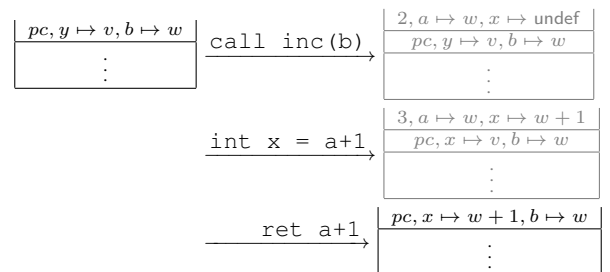 pc, y ↦ v, b ↦ w
⋮
call inc(b)
2, a ↦ w, x ↦ undef
pc, y ↦ v, b ↦ w
⋮
int x = a+1
3, a ↦ w, x ↦ w + 1
pc, x ↦ v, b ↦ w
⋮
ret a+1
pc, x ↦ w + 1, b ↦ w
⋮